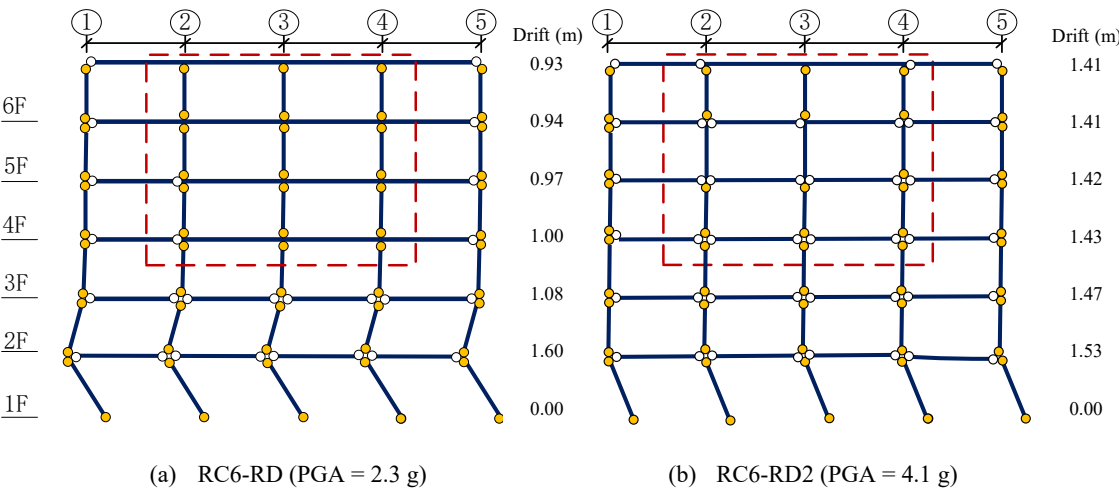 ① ② ③ ④ ⑤ Drift (m) ① ② ③ ④ ⑤ Drift (m)
0.93 1.41
6F 0.94 1.41
5F 0.97 1.42
4F 1.00 1.43
3F 1.08 1.47
2F 1.60 1.53
1F 0.00 0.00
(a) RC6-RD (PGA = 2.3 g) (b) RC6-RD2 (PGA = 4.1 g)